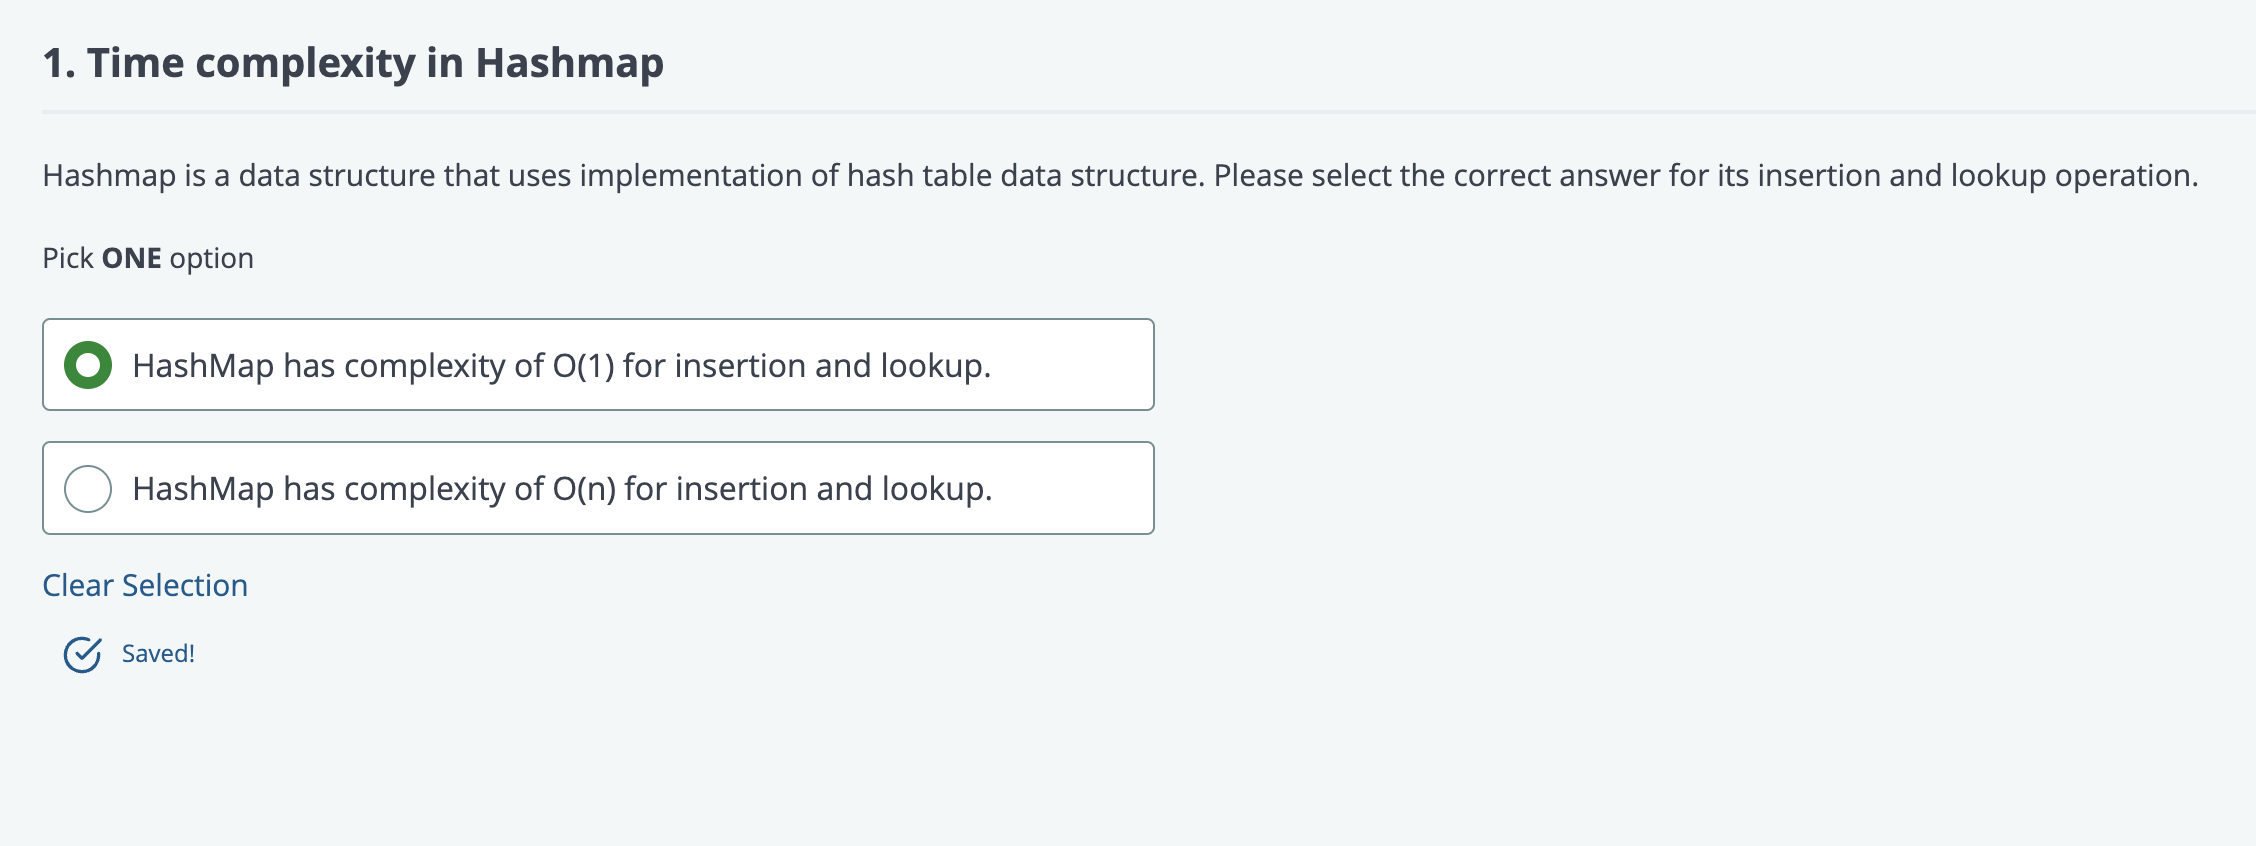 1. Time complexity in Hashmap
Hashmap is a data structure that uses implementation of hash table data structure. Please select the correct answer for its insertion and lookup operation.
Pick ONE option
HashMap has complexity of O(1) for insertion and lookup.
HashMap has complexity of O(n) for insertion and lookup.
Clear Selection
Saved!